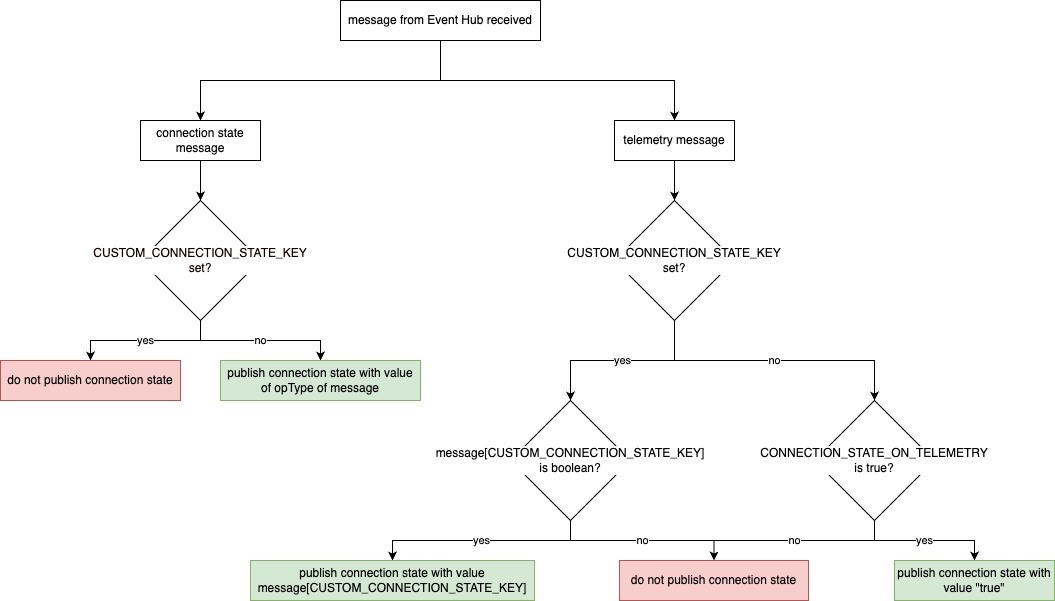 message from Event Hub received
connection state
message
telemetry message
CUSTOM_CONNECTION_STATE_KEY
set?
CUSTOM_CONNECTION_STATE_KEY
set?
yes
no
do not publish connection state
publish connection state with value
of opType of message
yes
no
message[CUSTOM_CONNECTION_STATE_KEY]
is boolean?
CONNECTION_STATE_ON_TELEMETRY
is true?
yes
no
no
yes
publish connection state with value
message[CUSTOM_CONNECTION_STATE_KEY]
do not publish connection state
publish connection state with
value "true"